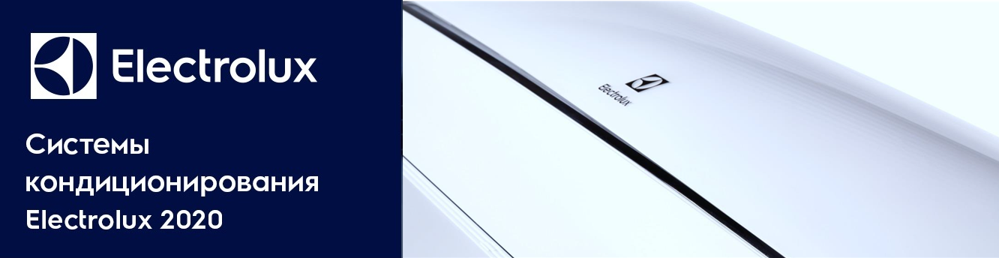 Electrolux
Системы
кондиционирования
Electrolux 2020
Electrolux